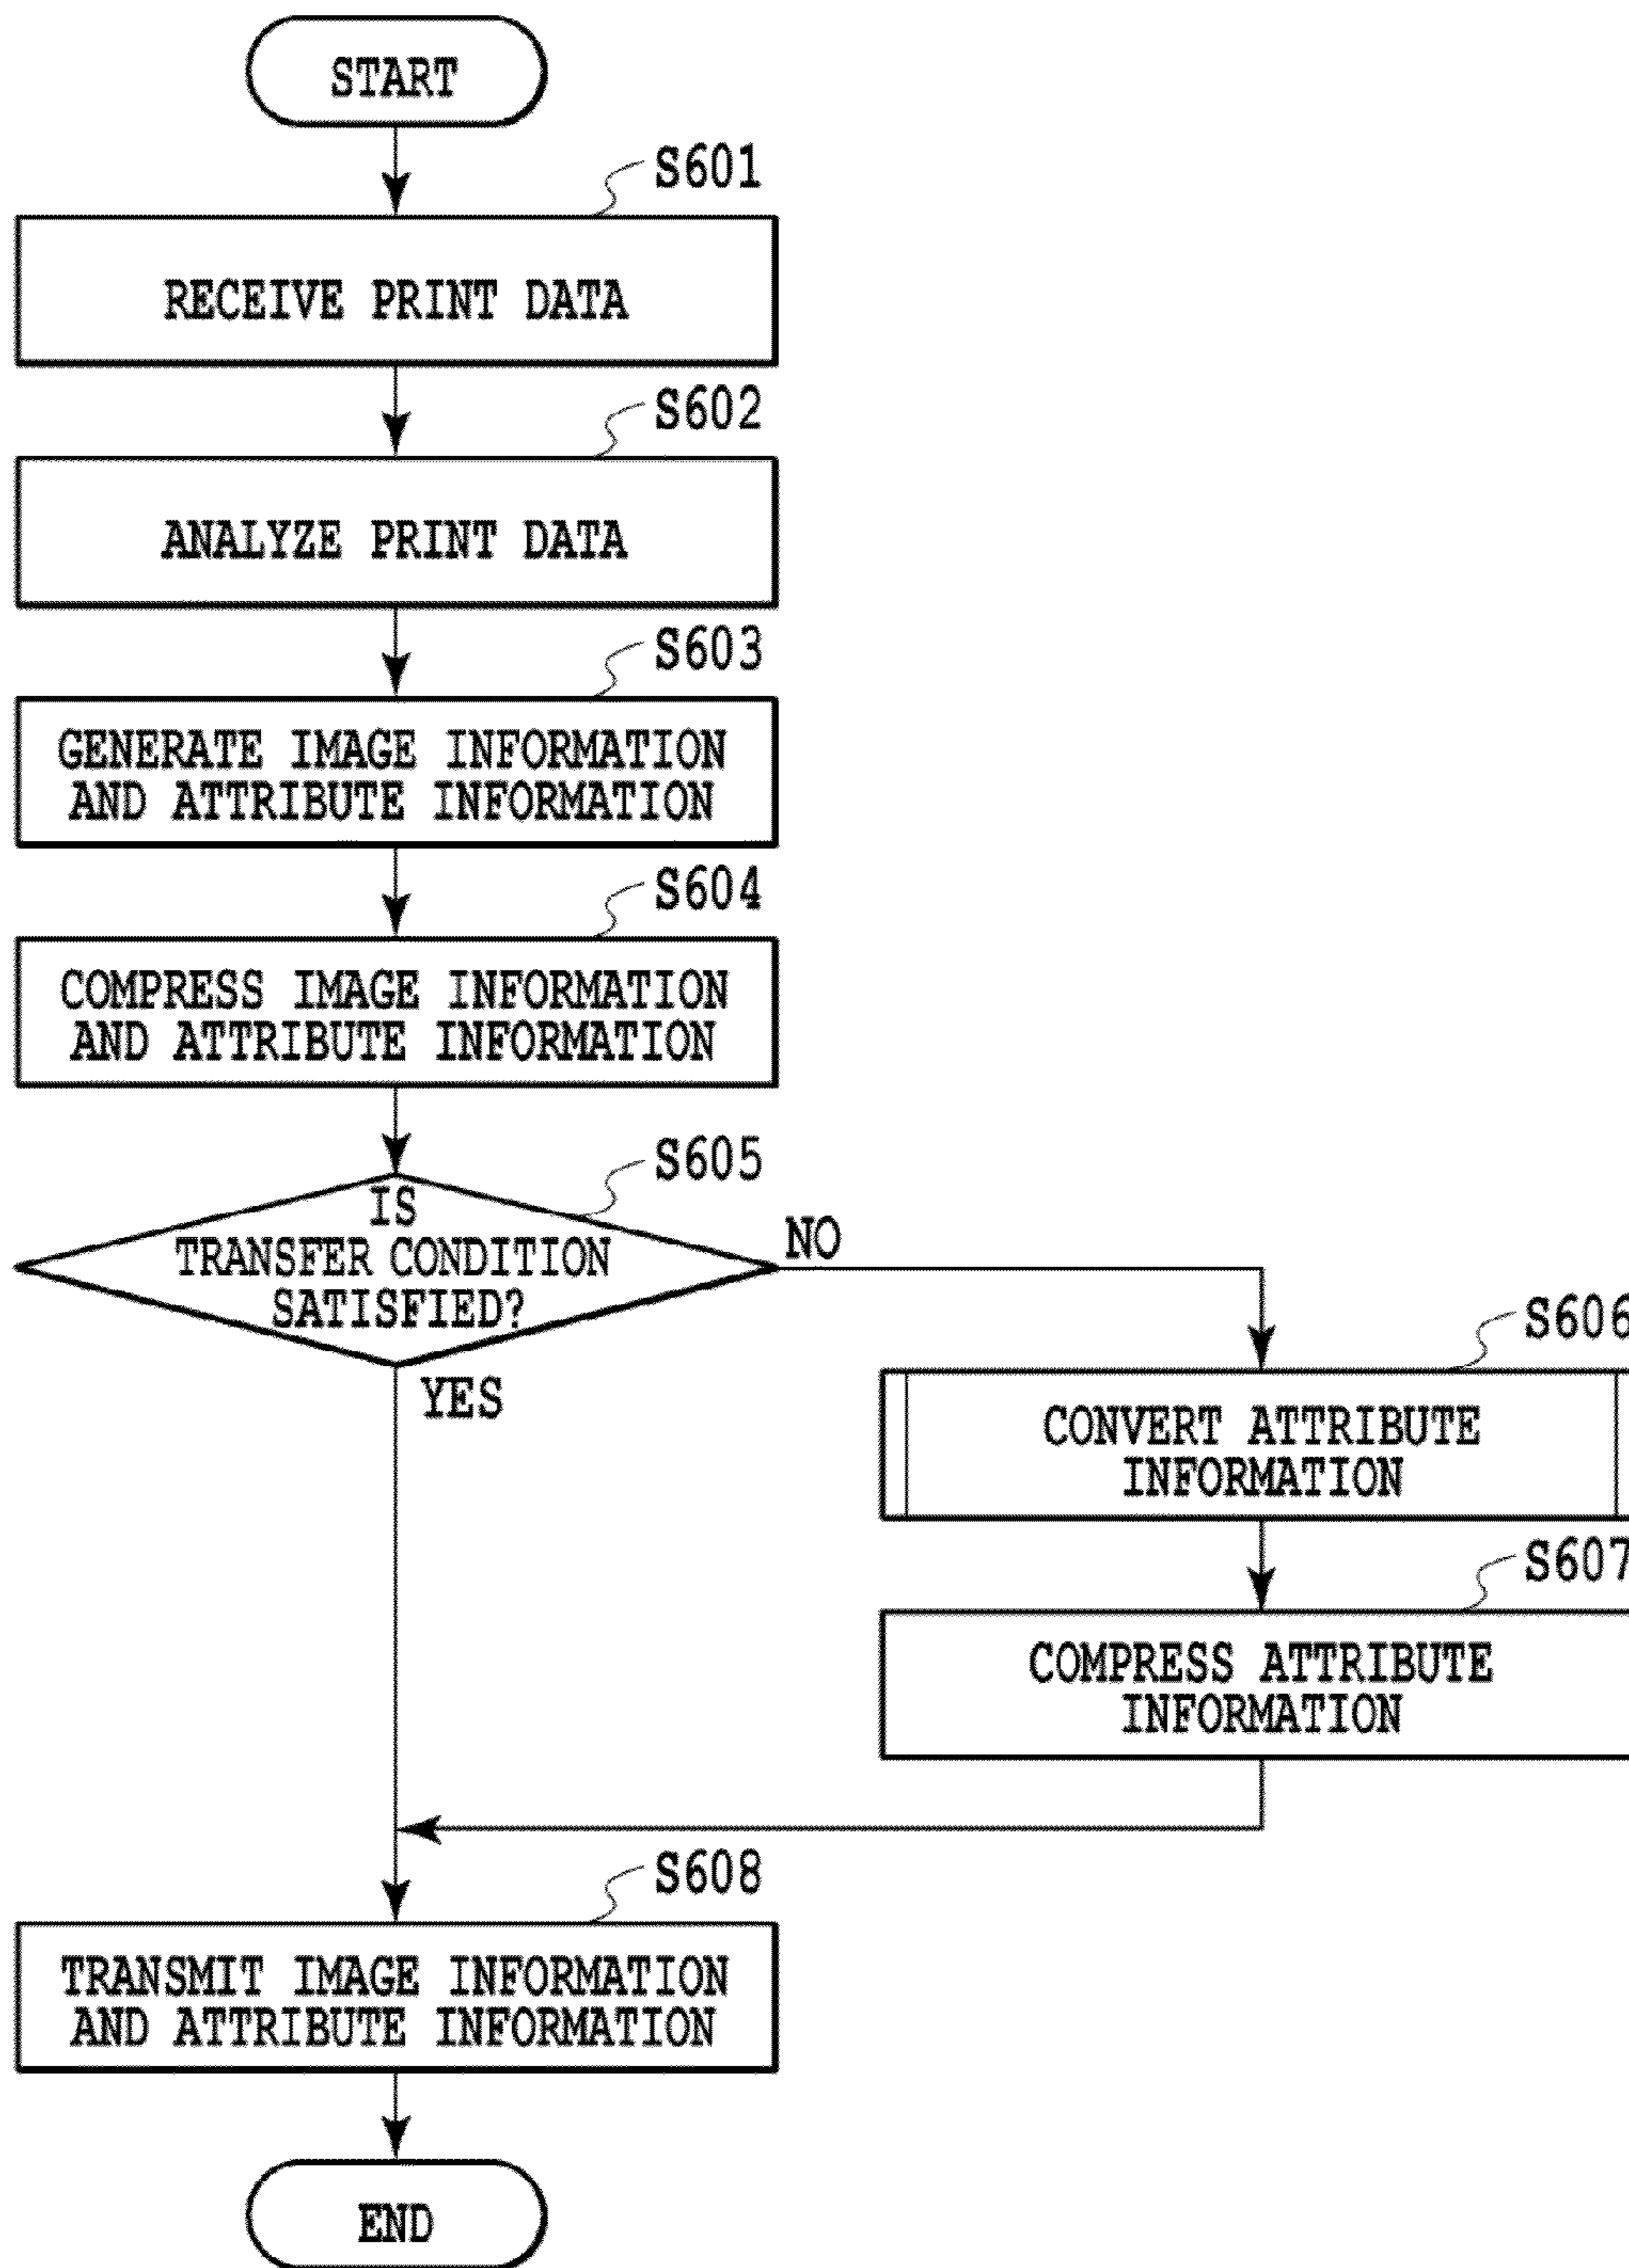 START
S601
RECEIVE PRINT DATA
S602
ANALYZE PRINT DATA
S603
GENERATE IMAGE INFORMATION
AND ATTRIBUTE INFORMATION
S604
COMPRESS IMAGE INFORMATION
AND ATTRIBUTE INFORMATION
S605
IS
TRANSFER CONDITION
SATISFIED?
NO
YES
S606
CONVERT ATTRIBUTE
INFORMATION
S607
COMPRESS ATTRIBUTE
INFORMATION
S608
TRANSMIT IMAGE INFORMATION
AND ATTRIBUTE INFORMATION
END